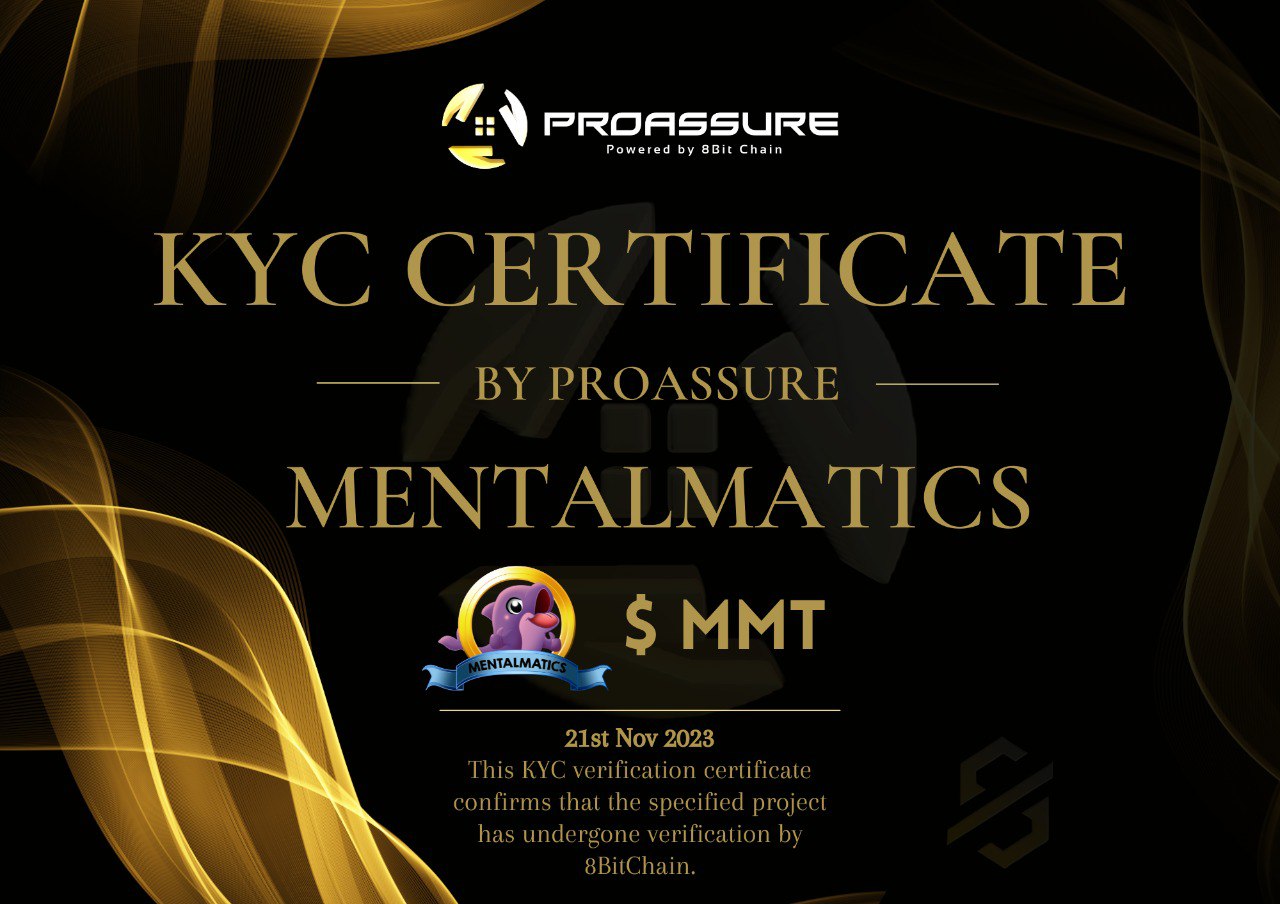 PROASSURE
Powered by 8Bit Chain
KYC CERTIFICATE
BY PROASSURE
MENTALMATICS
MENTALMATICS
$ MMT
21st Nov 2023
This KYC verification certificate
confirms that the specified project
has undergone verification by
8BitChain.